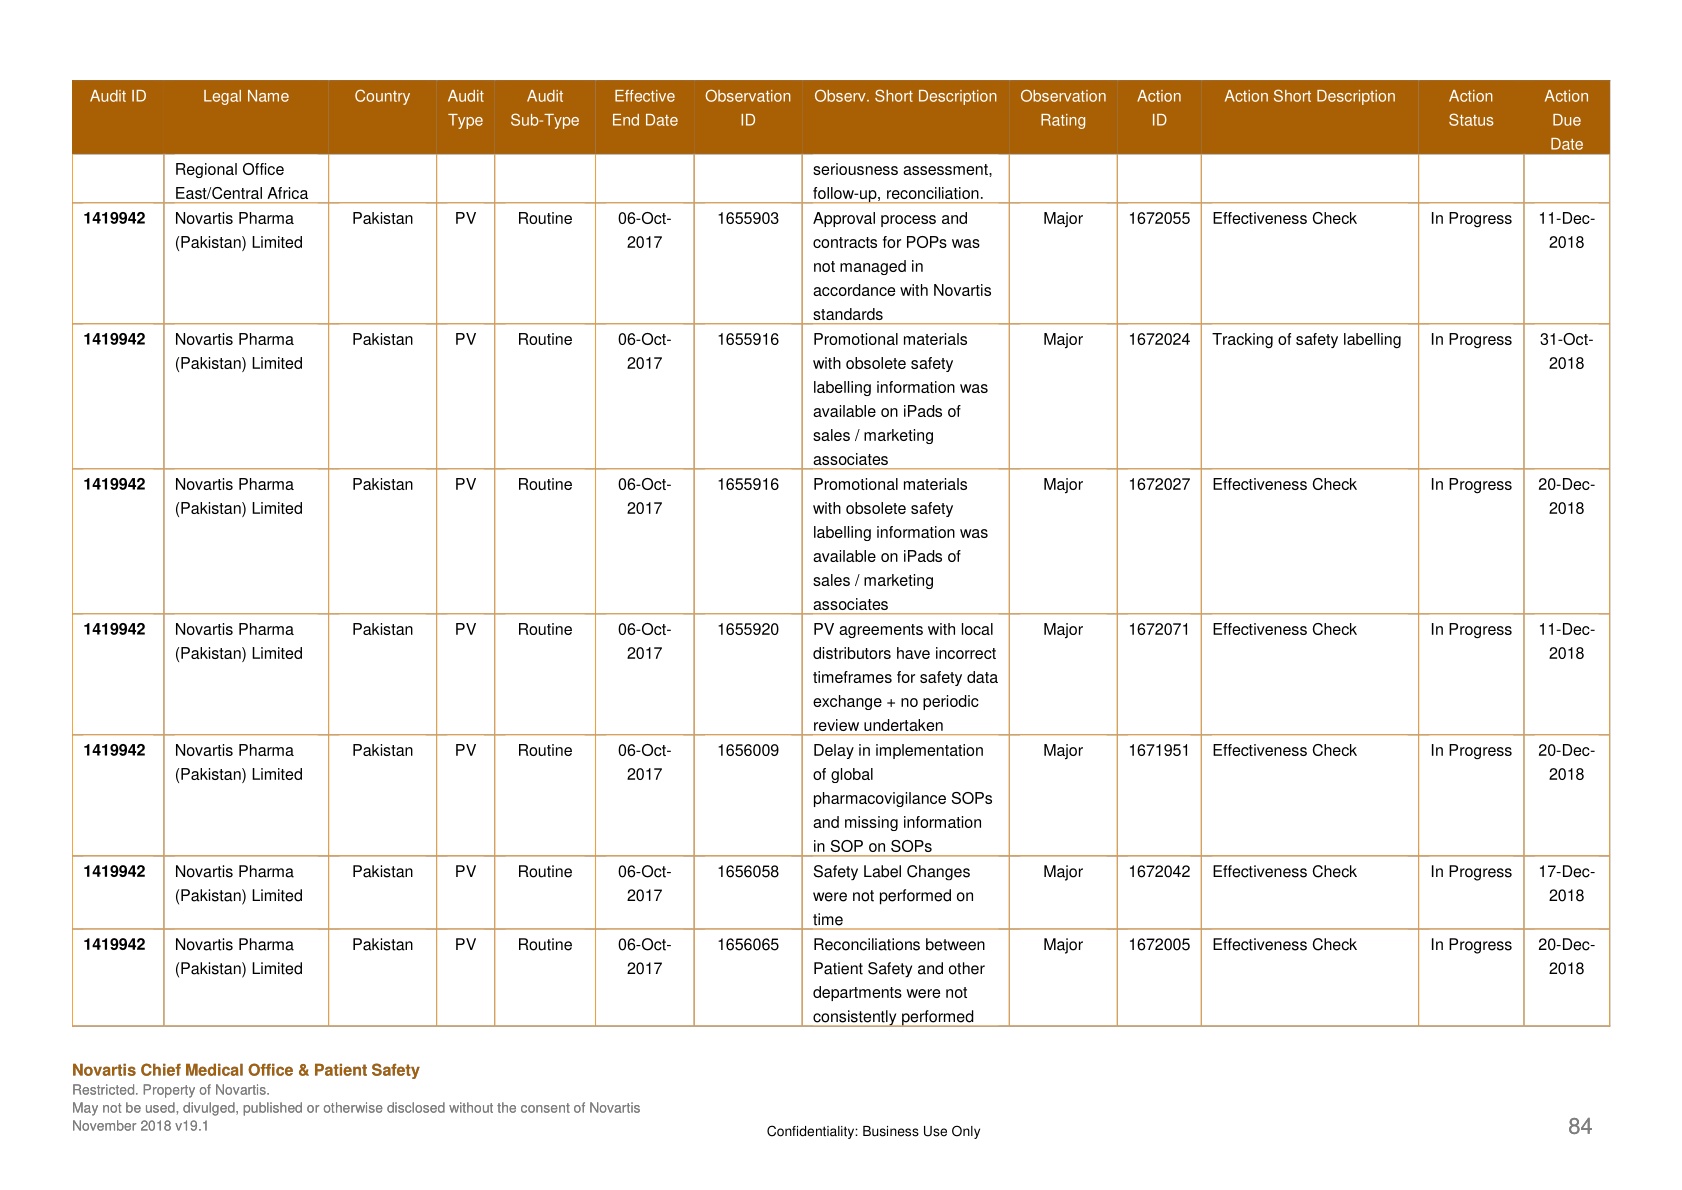 Audit ID Legal Name Country Audit Type Audit Sub-Type Effective End Date Observation ID Observ. Short Description Observation Rating Action ID Action Short Description Action Status Action Due Date
Regional Office East/Central Africa seriousness assessment, follow-up, reconciliation.
1419942 Novartis Pharma (Pakistan) Limited Pakistan PV Routine 06-Oct-2017 1655903 Approval process and contracts for POPs was not managed in accordance with Novartis standards Major 1672055 Effectiveness Check In Progress 11-Dec-2018
1419942 Novartis Pharma (Pakistan) Limited Pakistan PV Routine 06-Oct-2017 1655916 Promotional materials with obsolete safety labelling information was available on iPads of sales / marketing associates Major 1672024 Tracking of safety labelling In Progress 31-Oct-2018
1419942 Novartis Pharma (Pakistan) Limited Pakistan PV Routine 06-Oct-2017 1655916 Promotional materials with obsolete safety labelling information was available on iPads of sales / marketing associates Major 1672027 Effectiveness Check In Progress 20-Dec-2018
1419942 Novartis Pharma (Pakistan) Limited Pakistan PV Routine 06-Oct-2017 1655920 PV agreements with local distributors have incorrect timeframes for safety data exchange + no periodic review undertaken Major 1672071 Effectiveness Check In Progress 11-Dec-2018
1419942 Novartis Pharma (Pakistan) Limited Pakistan PV Routine 06-Oct-2017 1656009 Delay in implementation of global pharmacovigilance SOPs and missing information in SOP on SOPs Major 1671951 Effectiveness Check In Progress 20-Dec-2018
1419942 Novartis Pharma (Pakistan) Limited Pakistan PV Routine 06-Oct-2017 1656058 Safety Label Changes were not performed on time Major 1672042 Effectiveness Check In Progress 17-Dec-2018
1419942 Novartis Pharma (Pakistan) Limited Pakistan PV Routine 06-Oct-2017 1656065 Reconciliations between Patient Safety and other departments were not consistently performed Major 1672005 Effectiveness Check In Progress 20-Dec-2018
Novartis Chief Medical Office & Patient Safety
Restricted. Property of Novartis.
May not be used, divulged, published or otherwise disclosed without the consent of Novartis
November 2018 v19.1
Confidentiality: Business Use Only
84